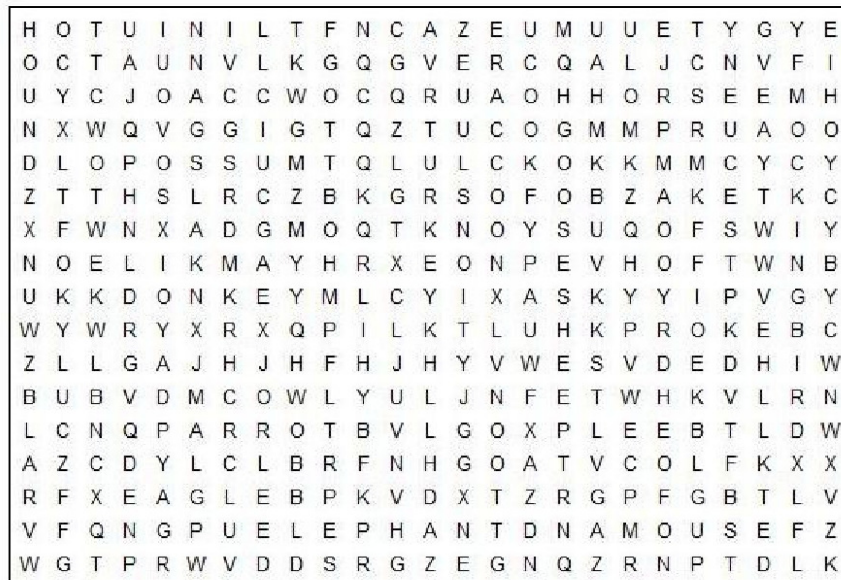 H O T U I N I L T F N C A Z E U M U U E T Y G Y E
O C T A U N V L K G Q G V E R C Q A L J C N V F I
U Y C J O A C C W O C Q R U A O H H O R S E E M H
N X W Q V G G I G T Q Z T U C O G M M P R U A O O
D L O P O S S U M T Q L U L C K O K K M M C Y C Y
Z T T H S L R C Z B K G R S O F O B Z A K E T K C
X F W N X A D G M O Q T K N O Y S U Q O F S W I Y
N O E L I K M A Y H R X E O N P E V H O F T W N B
U K K D O N K E Y M L C Y I X A S K Y Y I P V G Y
W Y W R Y X R X Q P I L K T L U H K P R O K E B C
Z L L G A J H J H F H J H Y V W E S V D E D H I W
B U B V D M C O W L Y U L J N F E T W H K V L R N
L C N Q P A R R O T B V L G O X P L E E B T L D W
A Z C D Y L C L B R F N H G O A T V C O L F K X X
R F X E A G L E B P K V D X T Z R G P F G B T L V
V F Q N G P U E L E P H A N T D N A M O U S E F Z
W G T P R W V D D S R G Z E G N Q Z R N P T D L K